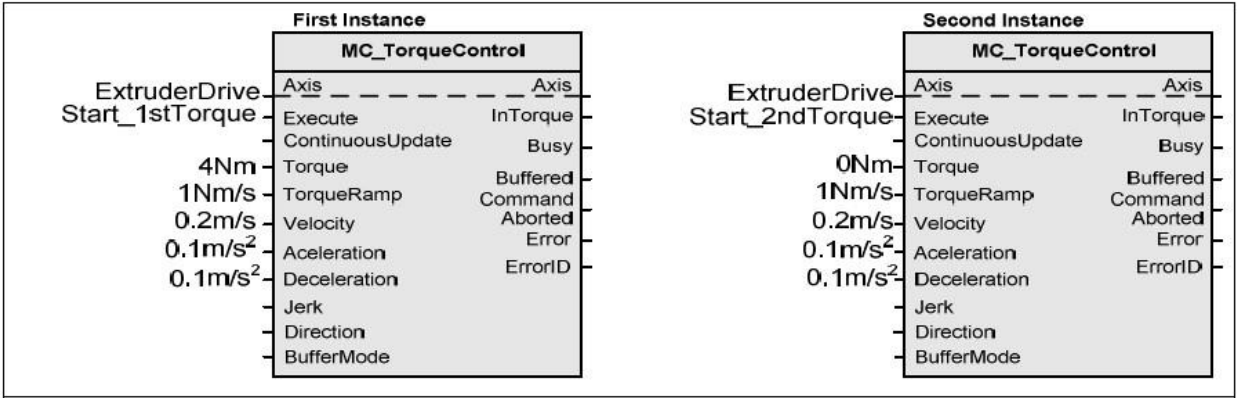 First Instance
MC_TorqueControl
ExtruderDrive Axis Axis
Start_1stTorque Execute InTorque
ContinuousUpdate Busy
4Nm Torque
Buffered
1Nm/s TorqueRamp
Command
Aborted
0.2m/s Velocity
Error
0.1m/s² Aceleration
ErrorID
0.1m/s² Deceleration
Jerk
Direction
BufferMode
Second Instance
MC_TorqueControl
ExtruderDrive Axis Axis
Start_2ndTorque Execute InTorque
ContinuousUpdate Busy
0Nm Torque
Buffered
1Nm/s TorqueRamp
Command
Aborted
0.2m/s Velocity
Error
0.1m/s² Aceleration
ErrorID
0.1m/s² Deceleration
Jerk
Direction
BufferMode